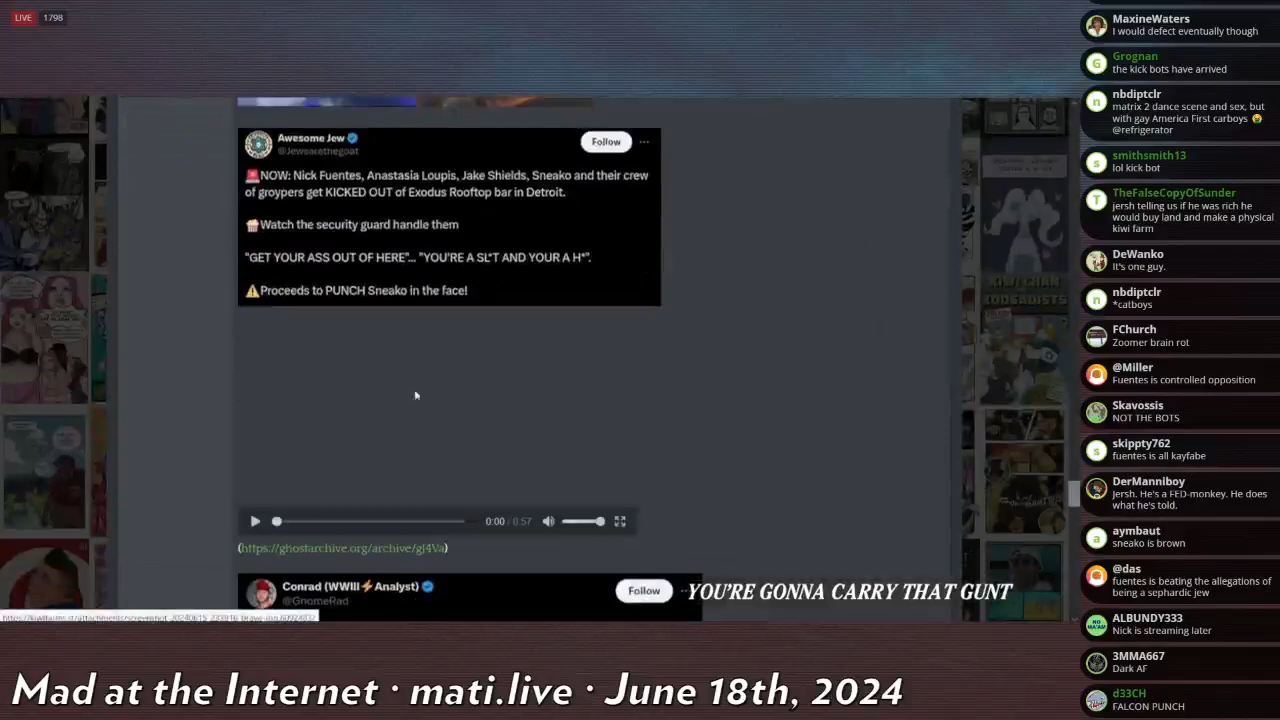 LIVE 1798
Awesome Jew
@Jewsarethegoat
Follow
🚨NOW: Nick Fuentes, Anastasia Loupis, Jake Shields, Sneako and their crew
of groypers get KICKED OUT of Exodus Rooftop bar in Detroit.
🍿Watch the security guard handle them
"GET YOUR ASS OUT OF HERE"... "YOU'RE A SL*T AND YOUR A H*".
⚠️Proceeds to PUNCH Sneako in the face!
0:00 / 0:57
(https://ghostarchive.org/archive/gJ4Va)
Conrad (WWIII⚡Analyst)
@GnomeRad
Follow
YOU'RE GONNA CARRY THAT GUNT
Mad at the Internet · mati.live · June 18th, 2024
MaxineWaters
I would defect eventually though
Grognan
the kick bots have arrived
nbdiptclr
matrix 2 dance scene and sex, but
with gay America First carboys 🤮
@refrigerator
smithsmith13
lol kick bot
TheFalseCopyOfSunder
jersh telling us if he was rich he
would buy land and make a physical
kiwi farm
DeWanko
It's one guy.
nbdiptclr
*catboys
FChurch
Zoomer brain rot
@Miller
Fuentes is controlled opposition
Skavossis
NOT THE BOTS
skippty762
fuentes is all kayfabe
DerManniboy
Jersh. He's a FED-monkey. He does
what he's told.
aymbaut
sneako is brown
@das
fuentes is beating the allegations of
being a sephardic jew
ALBUNDY333
Nick is streaming later
3MMA667
Dark AF
d33CH
FALCON PUNCH